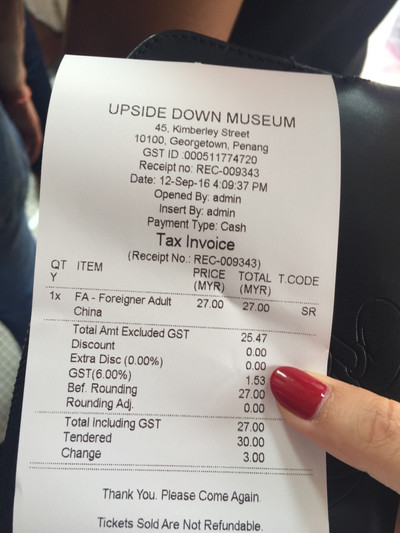 UPSIDE DOWN MUSEUM
45, Kimberley Street
10100, Georgetown, Penang
GST ID :000511774720
Receipt no: REC-009343
Date: 12-Sep-16 4:09:37 PM
Opened By: admin
Insert By: admin
Payment Type: Cash
Tax Invoice
(Receipt No.: REC-009343)
QTY ITEM PRICE (MYR) TOTAL (MYR) T.CODE
1x FA - Foreigner Adult 27.00 27.00 SR
China
Total Amt Excluded GST 25.47
Discount 0.00
Extra Disc (0.00%) 0.00
GST(6.00%) 1.53
Bef. Rounding 27.00
Rounding Adj. 0.00
Total Including GST 27.00
Tendered 30.00
Change 3.00
Thank You. Please Come Again.
Tickets Sold Are Not Refundable.